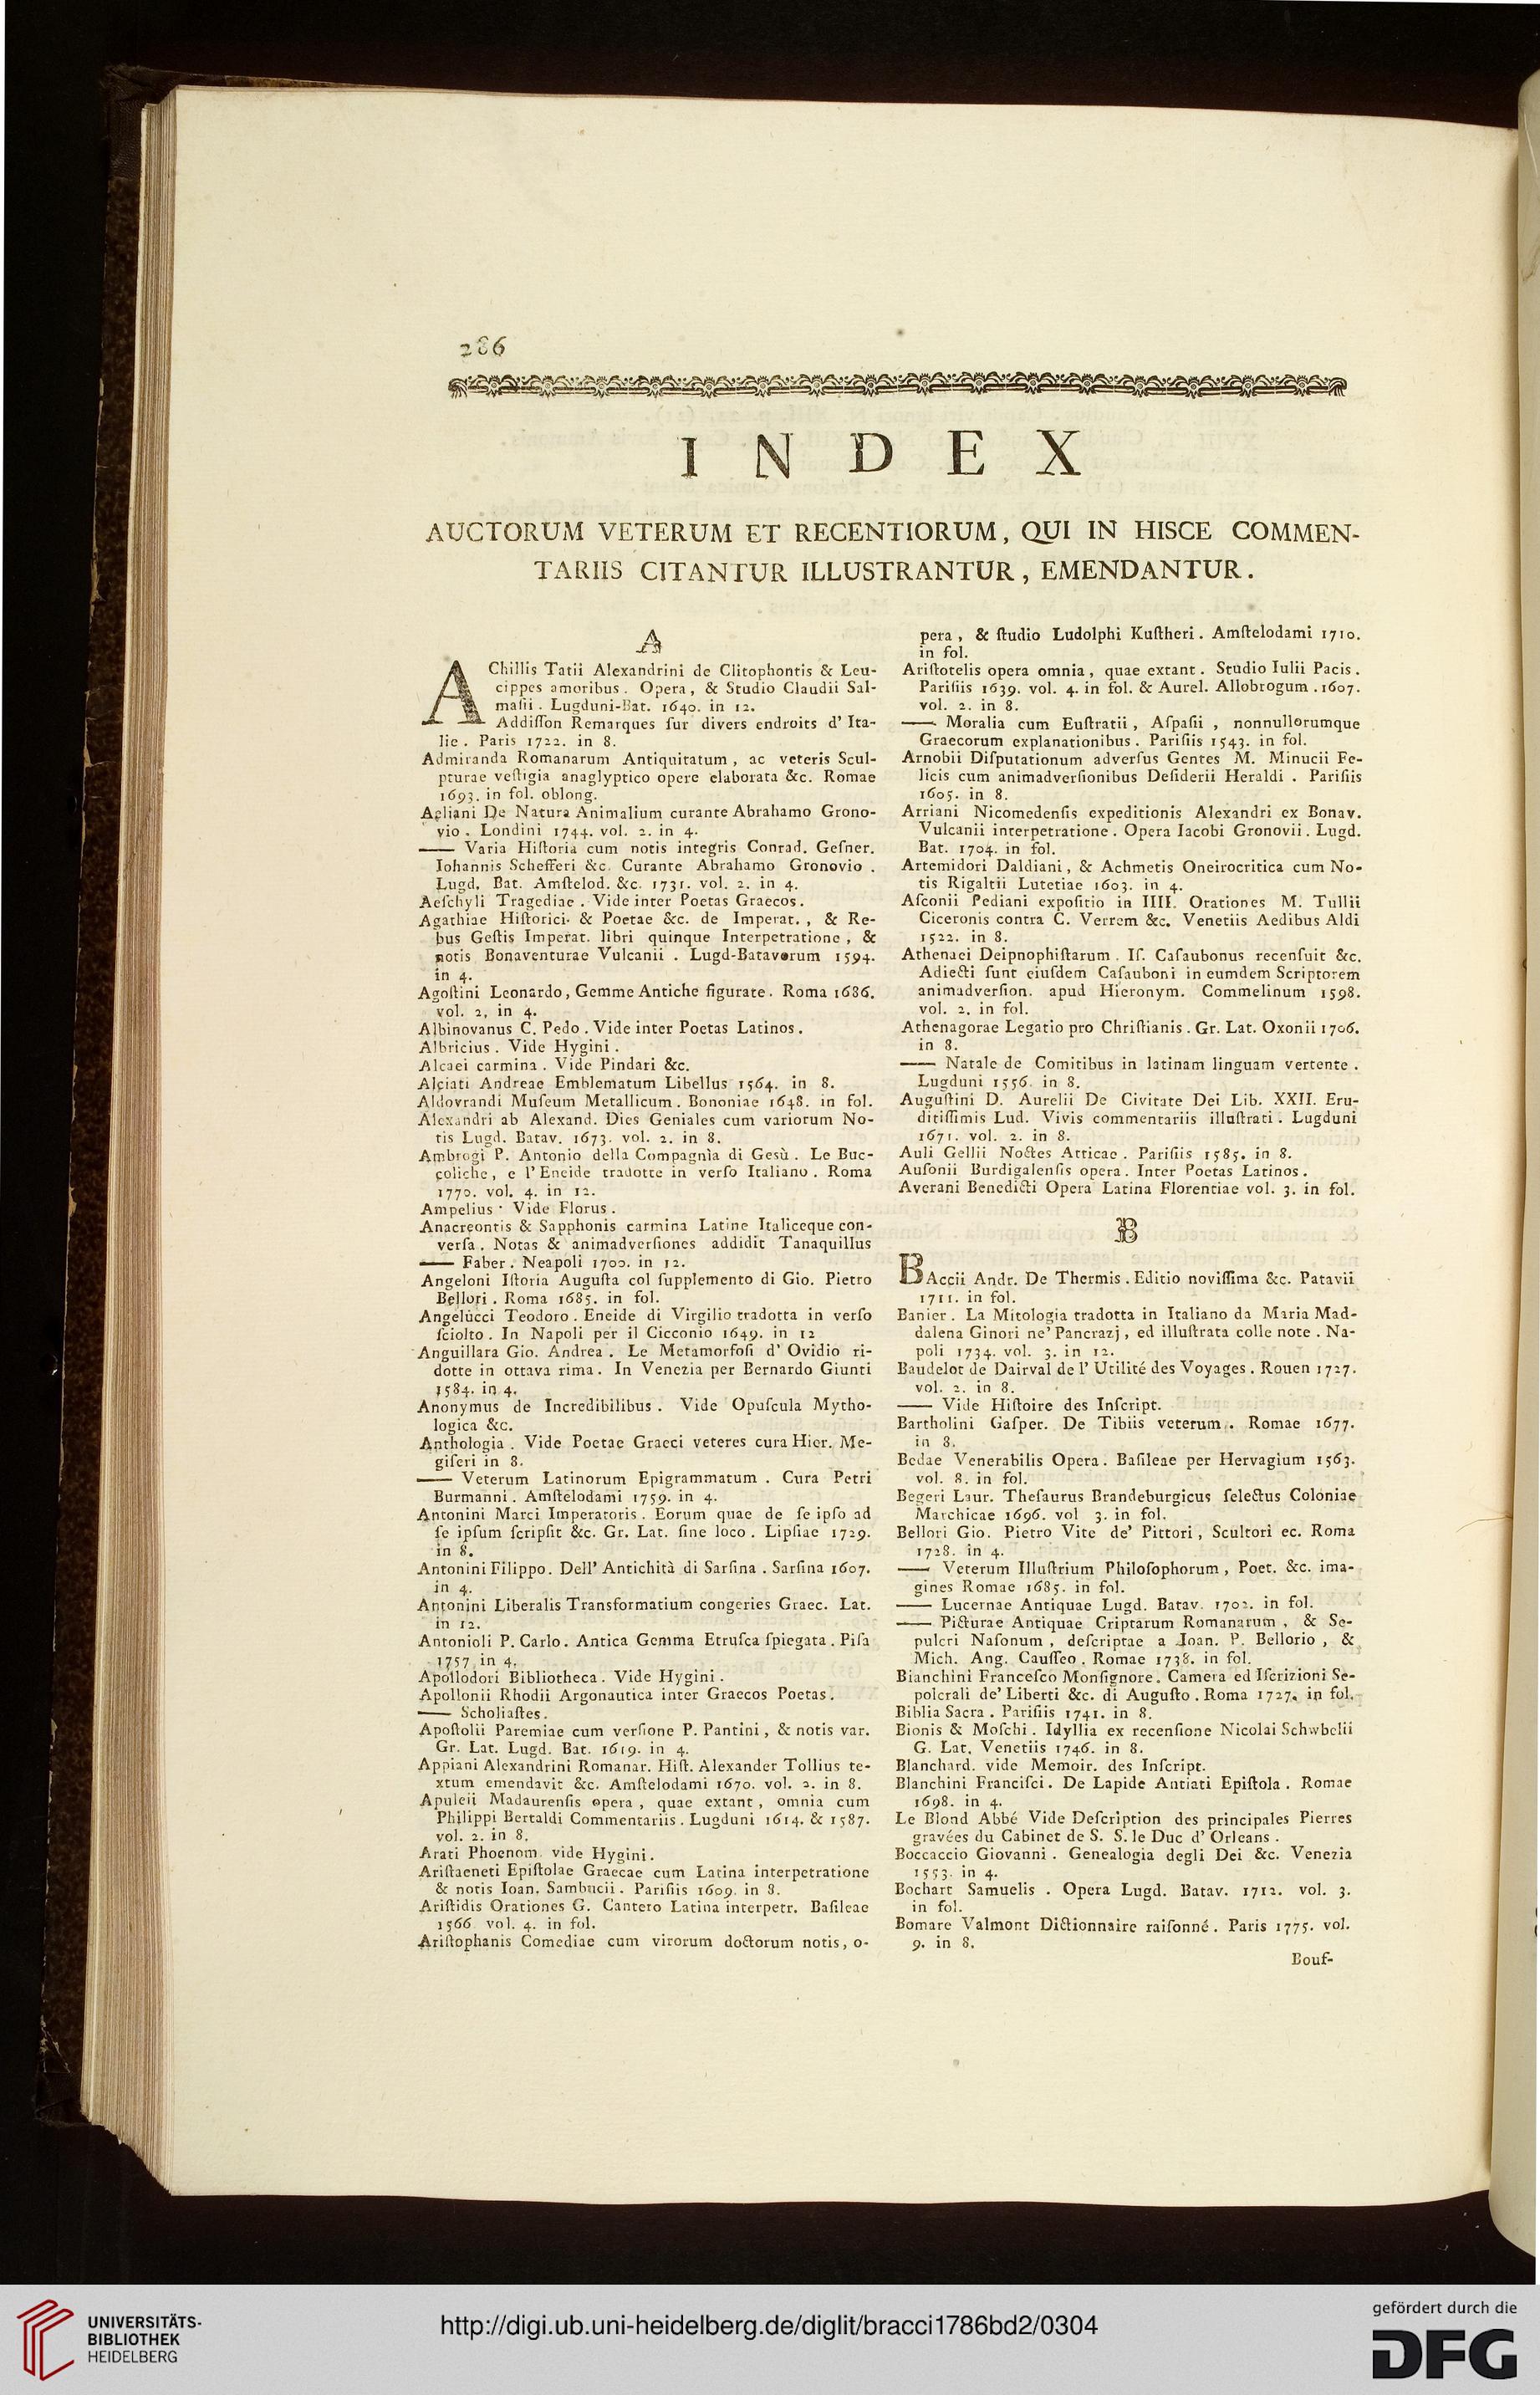 286
INDEX
AUCTORUM VETERUM ET RECENTIORUM, QUI IN HISCE COMMEN-
TARIIS CITANTUR ILLUSTRANTUR, EMENDANTUR.
A
AChillis Tatii Alexandrini de Clitophontis & Leu-
cippes amoribus. Opera, & Studio Claudii Sal-
maſii. Lugduni-Bat. 1640. in 12.
Addiſſon Remarques ſur divers endroits d' Ita-
lie. Paris 1722. in 8.
Admiranda Romanarum Antiquitatum, ac veteris Scul-
pturae veſtigia anaglyptico opere elaborata &c. Romae
1693. in fol. oblong.
Aeliani De Natura Animalium curante Abrahamo Grono-
vio. Londini 1744. vol. 2. in 4.
—— Varia Hiſtoria cum notis integris Conrad. Geſner.
Iohannis Schefferi &c. Curante Abrahamo Gronovio.
Lugd. Bat. Amſtelod. &c. 1731. vol. 2. in 4.
Aeſchyli Tragediae. Vide inter Poetas Graecos.
Agathiae Hiſtorici & Poetae &c. de Imperat., & Re-
bus Geſtis Imperat. libri quinque Interpetratione, &
notis Bonaventurae Vulcanii. Lugd-Batavorum 1594.
in 4.
Agoſtini Leonardo, Gemme Antiche figurate. Roma 1686.
vol. 2, in 4.
Albinovanus C. Pedo. Vide inter Poetas Latinos.
Albricius. Vide Hygini.
Alcaei carmina. Vide Pindari &c.
Alciati Andreae Emblematum Libellus 1564. in 8.
Aldovrandi Muſeum Metallicum. Bononiae 1648. in fol.
Alexandri ab Alexand. Dies Geniales cum variorum No-
tis Lugd. Batav. 1673. vol. 2. in 8.
Ambrogi P. Antonio della Compagnìa di Gesù. Le Buc-
coliche, e l' Eneide tradotte in verſo Italiano. Roma
1770. vol. 4. in 12.
Ampelius· Vide Florus.
Anacreontis & Sapphonis carmina Latine Italiceque con-
verſa. Notas & animadverſiones addidit Tanaquillus
—— Faber. Neapoli 1700. in 12.
Angeloni Iſtoria Auguſta col ſupplemento di Gio. Pietro
Bellori. Roma 1685. in fol.
Angelùcci Teodoro. Eneide di Virgilio tradotta in verſo
ſciolto. In Napoli per il Cicconio 1649. in 12
Anguillara Gio. Andrea. Le Metamorfoſi d' Ovidio ri-
dotte in ottava rima. In Venezia per Bernardo Giunti
1584. in 4.
Anonymus de Incredibilibus. Vide Opuſcula Mytho-
logica &c.
Anthologia. Vide Poetae Graeci veteres cura Hier. Me-
giſeri in 8.
—— Veterum Latinorum Epigrammatum. Cura Petri
Burmanni. Amſtelodami 1759. in 4.
Antonini Marci Imperatoris. Eorum quae de ſe ipſo ad
ſe ipſum ſcripſit &c. Gr. Lat. ſine loco. Lipſiae 1729.
in 8.
Antonini Filippo. Dell' Antichità di Sarſina. Sarſina 1607.
in 4.
Antonini Liberalis Transformatium congeries Graec. Lat.
in 12.
Antonioli P. Carlo. Antica Gemma Etruſca ſpiegata. Piſa
1757 in 4.
Apollodori Bibliotheca. Vide Hygini.
Apollonii Rhodii Argonautica inter Graecos Poetas.
—— Scholiaſtes.
Apoſtolii Paremiae cum verſione P. Pantini, & notis var.
Gr. Lat. Lugd. Bat. 1619. in 4.
Appiani Alexandrini Romanar. Hiſt. Alexander Tollius te-
xtum emendavit &c. Amſtelodami 1670. vol. 2. in 8.
Apuleii Madaurenſis opera, quae extant, omnia cum
Philippi Bertaldi Commentariis. Lugduni 1614. & 1587.
vol. 2. in 8.
Arati Phoenom. vide Hygini.
Ariſtaeneti Epiſtolae Graecae cum Latina interpetratione
& notis Ioan. Sambucii. Pariſiis 1609. in 8.
Ariſtidis Orationes G. Cantero Latina interpetr. Baſileae
1566. vol. 4. in fol.
Ariſtophanis Comediae cum virorum doctorum notis, o-
pera, & ſtudio Ludolphi Kuſtheri. Amſtelodami 1710.
in fol.
Ariſtotelis opera omnia, quae extant. Studio Iulii Pacis.
Pariſiis 1639. vol. 4. in fol. & Aurel. Allobrogum. 1607.
vol. 2. in 8.
—— Moralia cum Euſtratii, Aſpaſii, nonnullorumque
Graecorum explanationibus. Pariſiis 1543. in fol.
Arnobii Diſputationum adverſus Gentes M. Minucii Fe-
licis cum animadverſionibus Deſiderii Heraldi. Pariſiis
1605. in 8.
Arriani Nicomedenſis expeditionis Alexandri ex Bonav.
Vulcanii interpetratione. Opera Iacobi Gronovii. Lugd.
Bat. 1704. in fol.
Artemidori Daldiani, & Achmetis Oneirocritica cum No-
tis Rigaltii Lutetiae 1603. in 4.
Aſconii Pediani expoſitio in IIII. Orationes M. Tullii
Ciceronis contra C. Verrem &c. Venetiis Aedibus Aldi
1522. in 8.
Athenaei Deipnophiſtarum. Iſ. Caſaubonus recenſuit &c.
Adiecti ſunt eiuſdem Caſauboni in eumdem Scriptorem
animadverſion. apud Hieronym. Commelinum 1598.
vol. 2. in fol.
Athenagorae Legatio pro Chriſtianis. Gr. Lat. Oxonii 1706.
in 8.
—— Natale de Comitibus in latinam linguam vertente.
Lugduni 1556. in 8.
Auguſtini D. Aurelii De Civitate Dei Lib. XXII. Eru-
ditiſſimis Lud. Vivis commentariis illuſtrati. Lugduni
1671. vol. 2. in 8.
Auli Gellii Noctes Atticae. Pariſiis 1585. in 8.
Auſonii Burdigalenſis opera. Inter Poetas Latinos.
Averani Benedicti Opera Latina Florentiae vol. 3. in fol.
B
BAccii Andr. De Thermis. Editio noviſſima &c. Patavii
1711. in fol.
Banier. La Mitologia tradotta in Italiano da Maria Mad-
dalena Ginori ne' Pancrazj, ed illuſtrata colle note. Na-
poli 1734. vol. 3. in 12.
Baudelot de Dairval de l' Utilité des Voyages. Rouen 1727.
vol. 2. in 8.
—— Vide Hiſtoire des Inſcript.
Bartholini Gaſper. De Tibiis veterum. Romae 1677.
in 8.
Bedae Venerabilis Opera. Baſileae per Hervagium 1563.
vol. 8. in fol.
Begeri Laur. Theſaurus Brandeburgicus ſelectus Coloniae
Marchicae 1696. vol 3. in fol.
Bellori Gio. Pietro Vite de' Pittori, Scultori ec. Roma
1728. in 4.
—— Veterum Illuſtrium Philoſophorum, Poet. &c. ima-
gines Romae 1685. in fol.
—— Lucernae Antiquae Lugd. Batav. 1702. in fol.
—— Picturae Antiquae Criptarum Romanarum, & Se-
pulcri Naſonum, deſcriptae a Joan. P. Bellorio, &
Mich. Ang. Cauſſeo. Romae 1738. in fol.
Bianchini Franceſco Monſignore. Camera ed Iſcrizioni Se-
polcrali de' Liberti &c. di Auguſto. Roma 1727. in fol.
Biblia Sacra. Pariſiis 1741. in 8.
Bionis & Moſchi. Idyllia ex recenſione Nicolai Schwbelii
G. Lat. Venetiis 1746. in 8.
Blanchard. vide Memoir. des Inſcript.
Blanchini Franciſci. De Lapide Antiati Epiſtola. Romae
1698. in 4.
Le Blond Abbé Vide Deſcription des principales Pierres
gravées du Cabinet de S. S. le Duc d' Orleans.
Boccaccio Giovanni. Genealogia degli Dei &c. Venezia
1553. in 4.
Bochart Samuelis. Opera Lugd. Batav. 1712. vol. 3.
in fol.
Bomare Valmont Dictionnaire raiſonné. Paris 1775. vol.
9. in 8.
Bouſ-
UNIVERSITÄTS-
BIBLIOTHEK
HEIDELBERG
http://digi.ub.uni-heidelberg.de/diglit/bracci1786bd2/0304
gefördert durch die
DFG